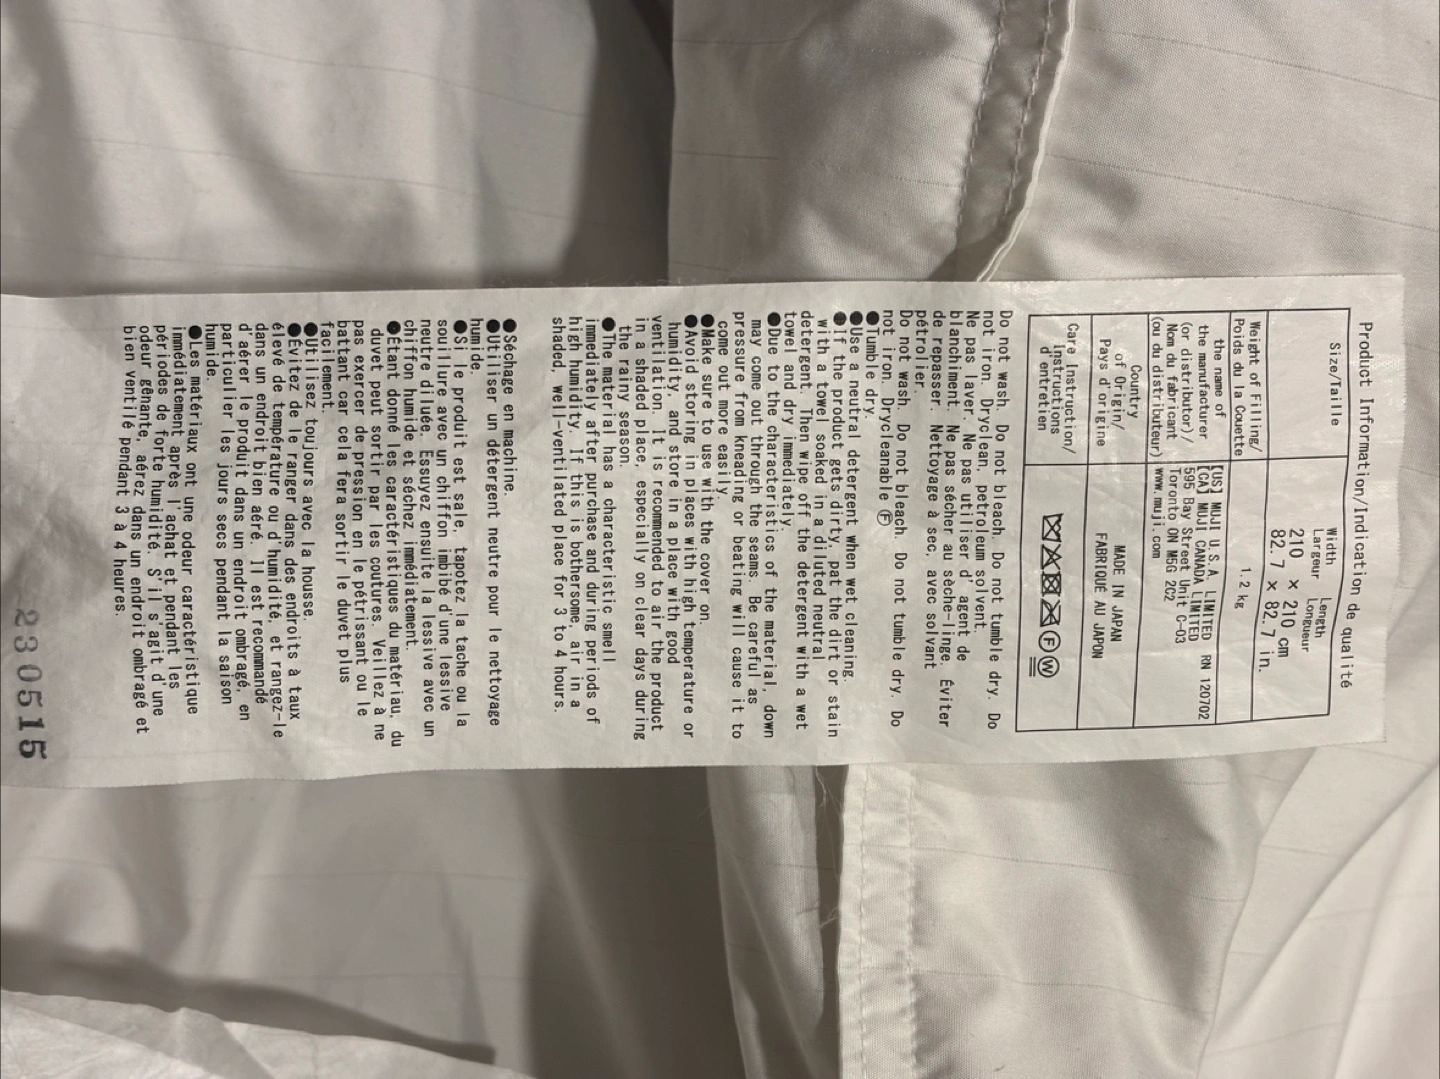 Product Information/Indication de qualité
Size/Taille
Width Length
Largeur Longueur
210 × 210 cm
82.7 × 82.7 in.
Weight of Filling/
Poids du la Couette
1.2 kg
the name of
the manufacturer
(or distributor)/
Nom du fabricant
(ou du distributeur)
[US] MUJI U.S.A. LIMITED RN 120702
[CA] MUJI CANADA LIMITED
595 Bay Street Unit C-03
Toronto ON M5G 2C2
www.muji.com
Country
of Origin/
Pays d'origine
MADE IN JAPAN
FABRIQUÉ AU JAPON
Care Instruction/
Instructions
d'entretien
F W
Do not wash. Do not bleach. Do not tumble dry. Do
not iron. Dryclean, petroleum solvent.
Ne pas laver. Ne pas utiliser d'agent de
blanchiment. Ne pas sécher au sèche-linge. Éviter
de repasser. Nettoyage à sec, avec solvant
pétrolier.
Do not wash. Do not bleach. Do not tumble dry. Do
not iron. Drycleanable Ⓕ
●Tumble dry.
●Use a neutral detergent when wet cleaning.
●If the product gets dirty, pat the dirt or stain
with a towel soaked in a diluted neutral
detergent. Then wipe off the detergent with a wet
towel and dry immediately.
●Due to the characteristics of the material, down
may come out through the seams. Be careful as
pressure from kneading or beating will cause it to
come out more easily.
●Make sure to use with the cover on.
●Avoid storing in places with high temperature or
humidity, and store in a place with good
ventilation. It is recommended to air the product
in a shaded place, especially on clear days during
the rainy season.
●The material has a characteristic smell
immediately after purchase and during periods of
high humidity. If this is bothersome, air in a
shaded, well-ventilated place for 3 to 4 hours.
●Séchage en machine.
●Utiliser un détergent neutre pour le nettoyage
humide.
●Si le produit est sale, tapotez la tache ou la
souillure avec un chiffon imbibé d'une lessive
neutre diluée. Essuyez ensuite la lessive avec un
chiffon humide et séchez immédiatement.
●Étant donné les caractéristiques du matériau, du
duvet peut sortir par les coutures. Veillez à ne
pas exercer de pression en le pétrissant ou le
battant car cela fera sortir le duvet plus
facilement.
●Utilisez toujours avec la housse.
●Évitez de le ranger dans des endroits à taux
élevé de température ou d'humidité, et rangez-le
dans un endroit bien aéré. Il est recommandé
d'aérer le produit dans un endroit ombragé, en
particulier les jours secs pendant la saison
humide.
●Les matériaux ont une odeur caractéristique
immédiatement après l'achat et pendant les
périodes de forte humidité. S'il s'agit d'une
odeur gênante, aérez dans un endroit ombragé et
bien ventilé pendant 3 à 4 heures.
230515